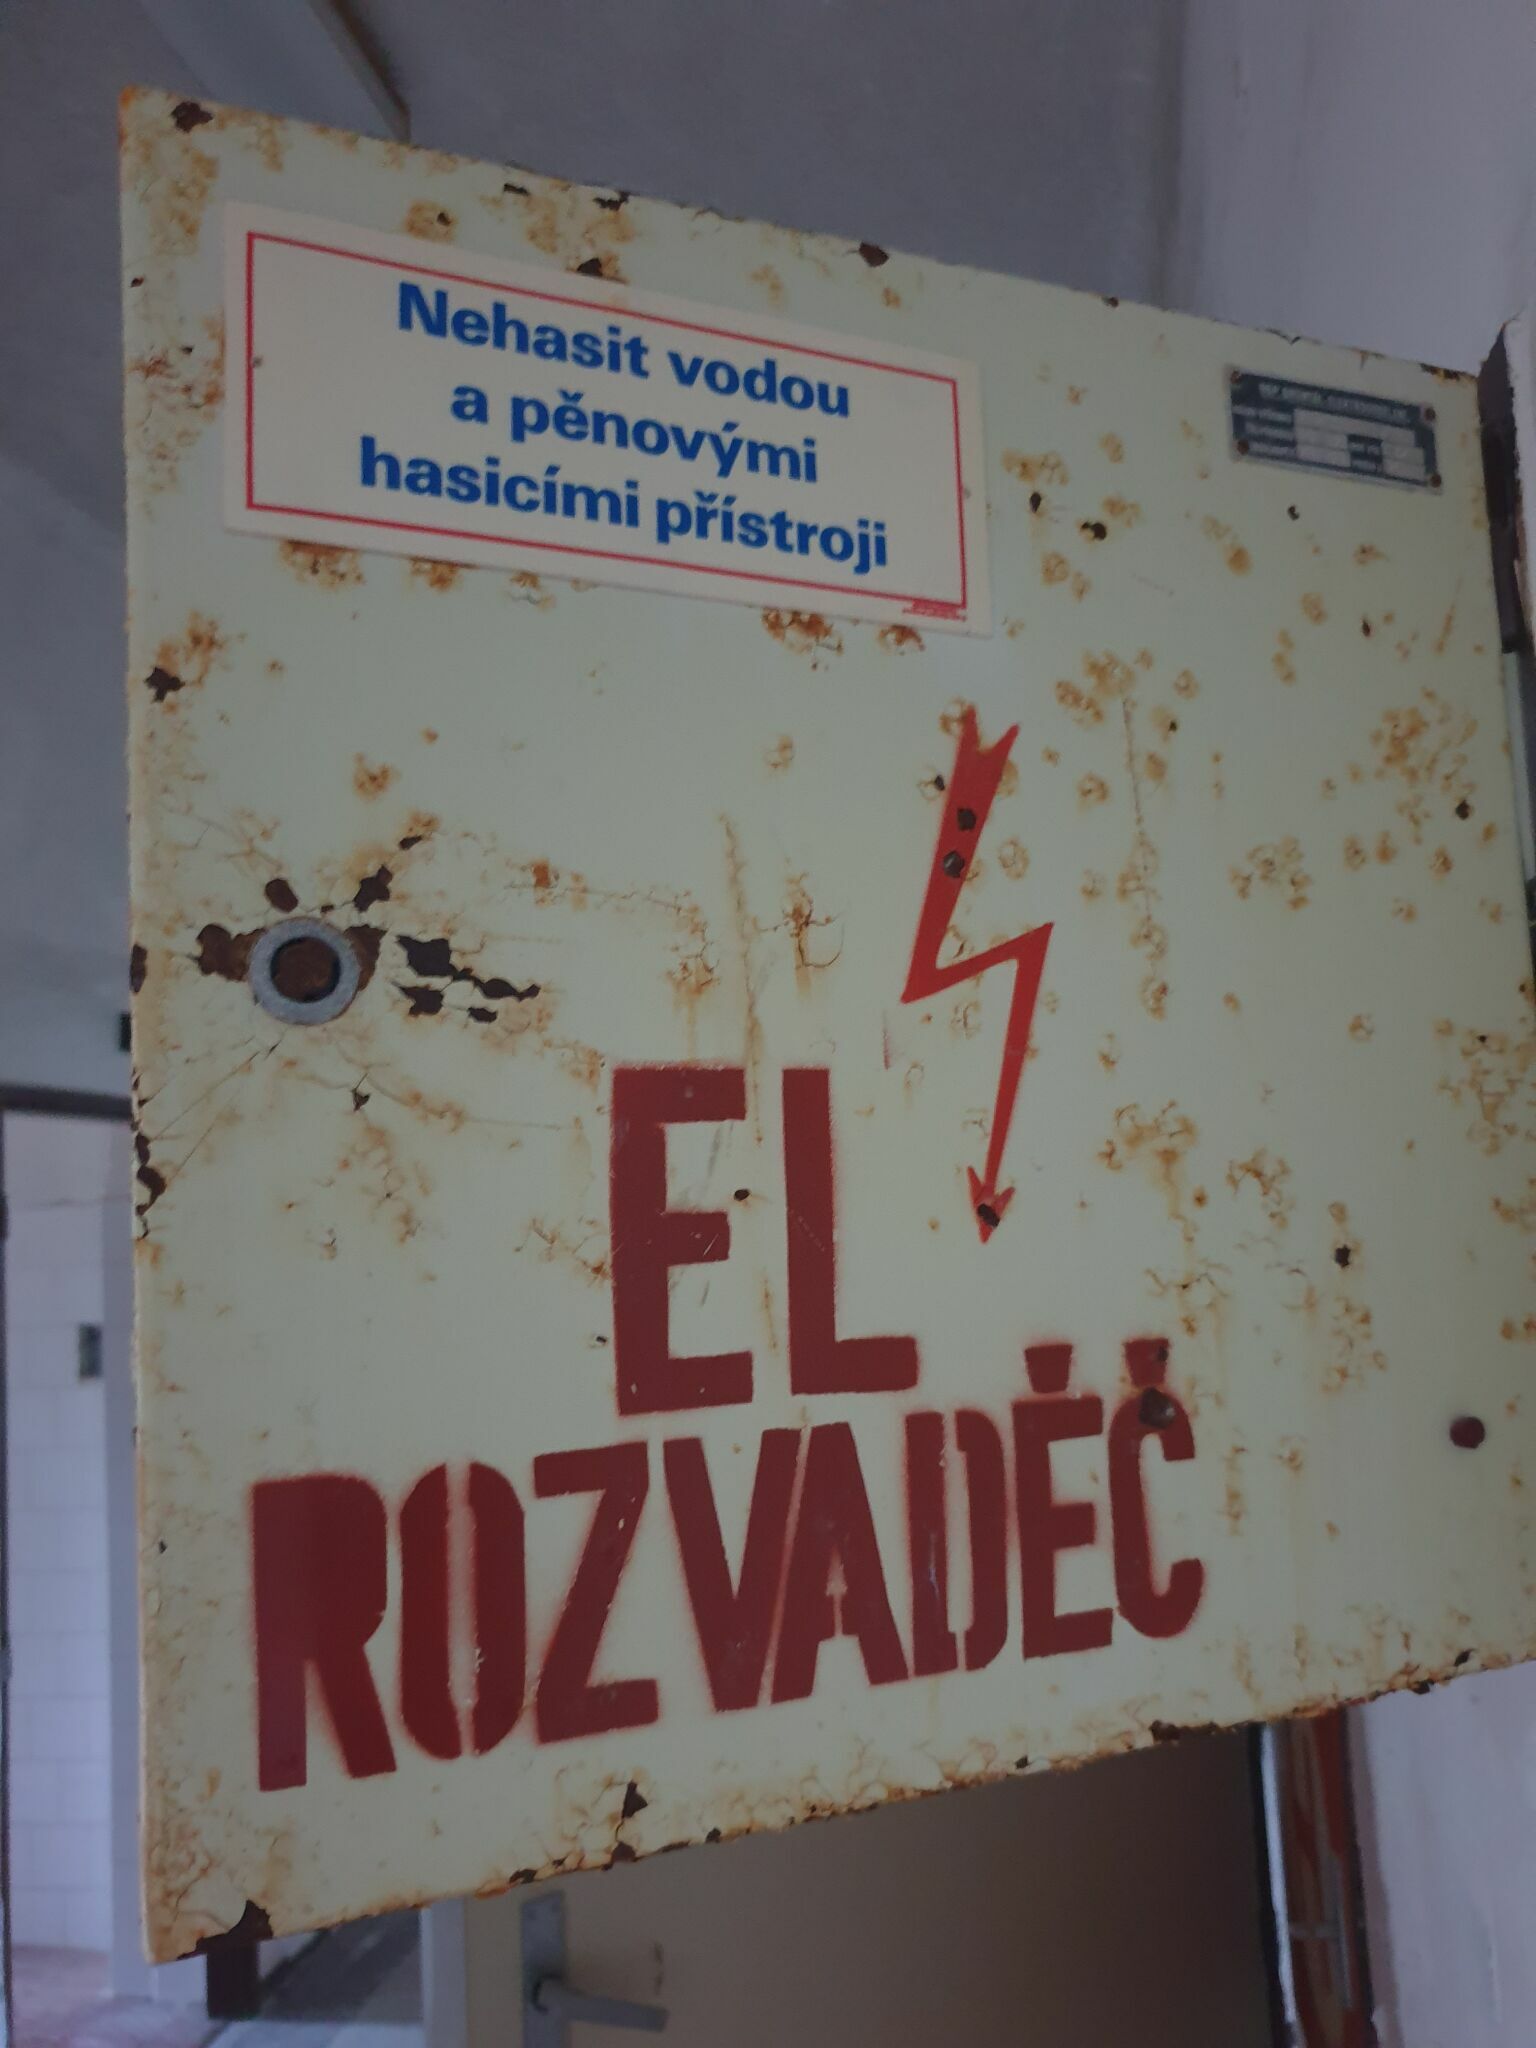 Nehasit vodou
a pěnovými
hasicími přístroji
EL
ROZVADĚČ